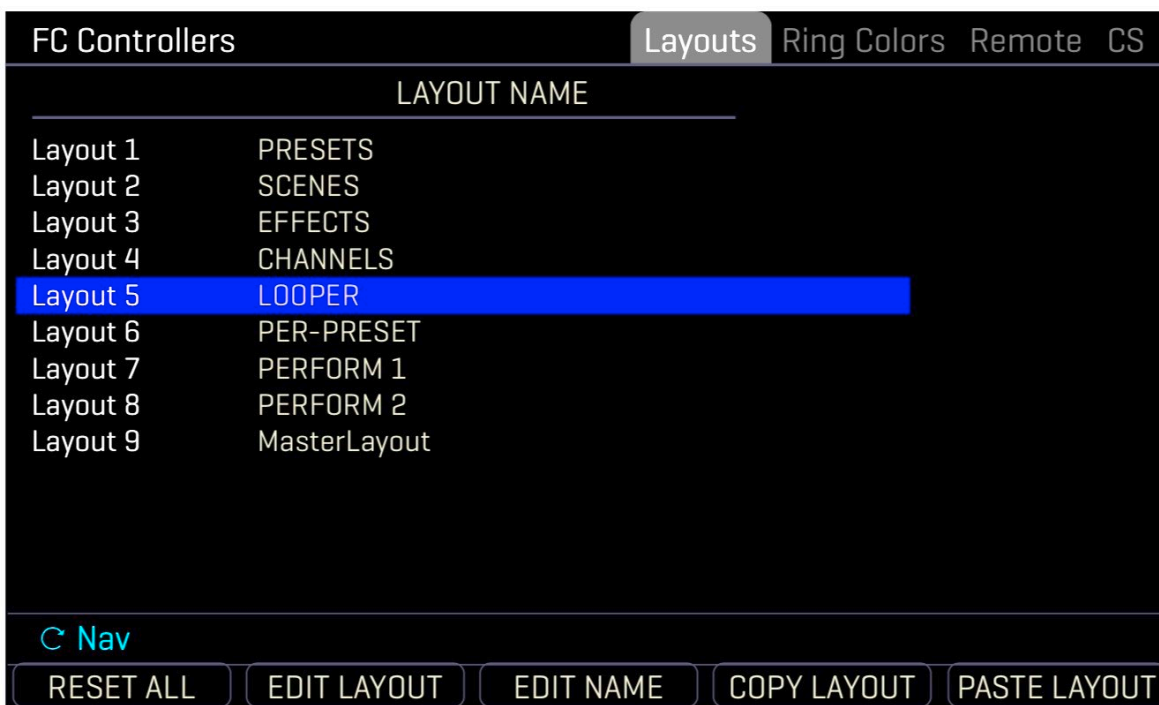 FC Controllers Layouts Ring Colors Remote CS
LAYOUT NAME
Layout 1 PRESETS
Layout 2 SCENES
Layout 3 EFFECTS
Layout 4 CHANNELS
Layout 5 LOOPER
Layout 6 PER-PRESET
Layout 7 PERFORM 1
Layout 8 PERFORM 2
Layout 9 MasterLayout
Nav
RESET ALL EDIT LAYOUT EDIT NAME COPY LAYOUT PASTE LAYOUT